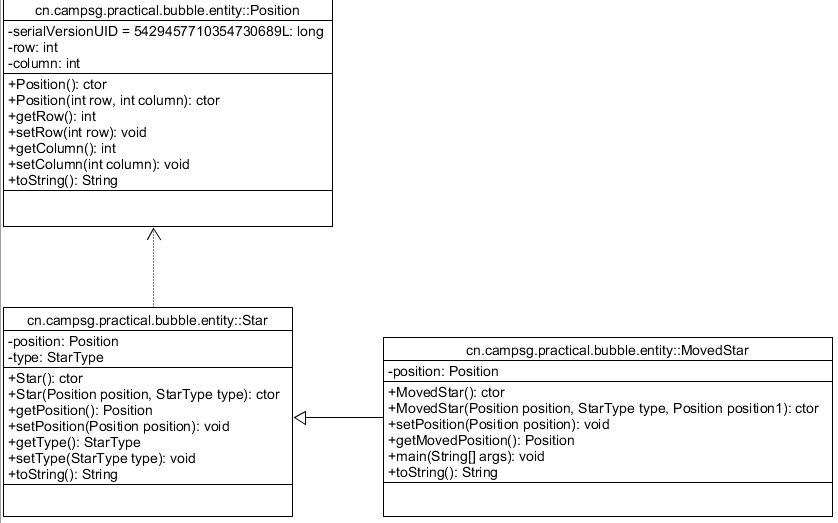 cn.campsg.practical.bubble.entity::Position
-serialVersionUID = 5429457710354730689L: long
-row: int
-column: int
+Position(): ctor
+Position(int row, int column): ctor
+getRow(): int
+setRow(int row): void
+getColumn(): int
+setColumn(int column): void
+toString(): String
cn.campsg.practical.bubble.entity::Star
-position: Position
-type: StarType
+Star(): ctor
+Star(Position position, StarType type): ctor
+getPosition(): Position
+setPosition(Position position): void
+getType(): StarType
+setType(StarType type): void
+toString(): String
cn.campsg.practical.bubble.entity::MovedStar
-position: Position
+MovedStar(): ctor
+MovedStar(Position position, StarType type, Position position1): ctor
+setPosition(Position position): void
+getMovedPosition(): Position
+main(String[] args): void
+toString(): String